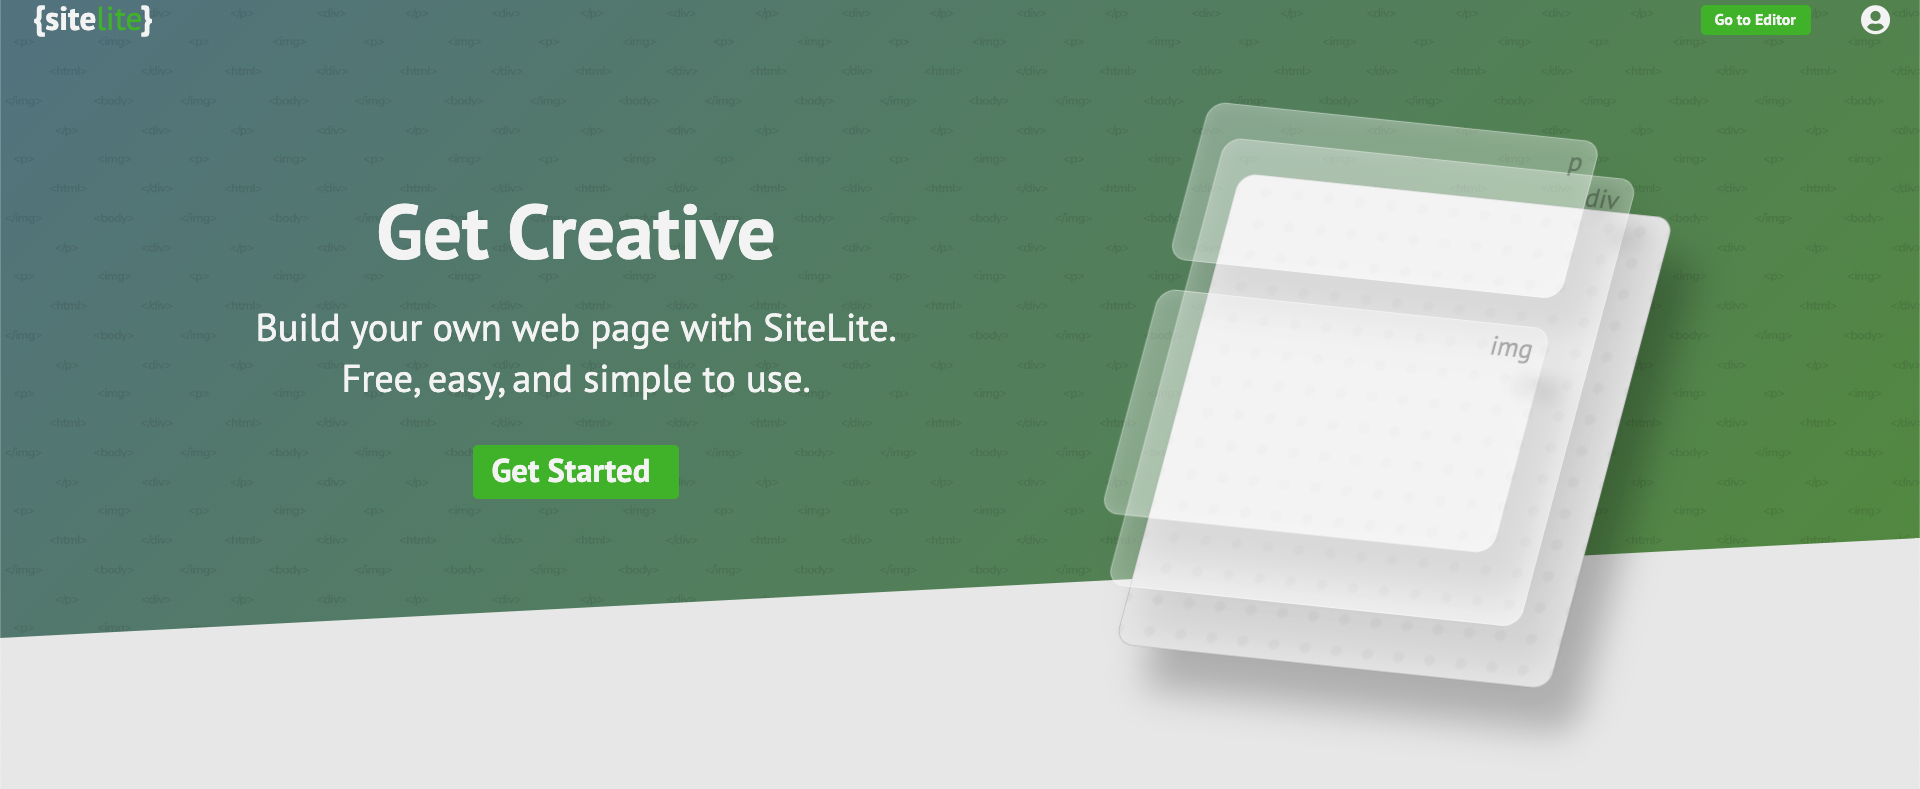 {sitelite}
Go to Editor
Get Creative
Build your own web page with SiteLite.
Free, easy, and simple to use.
Get Started
p
div
img